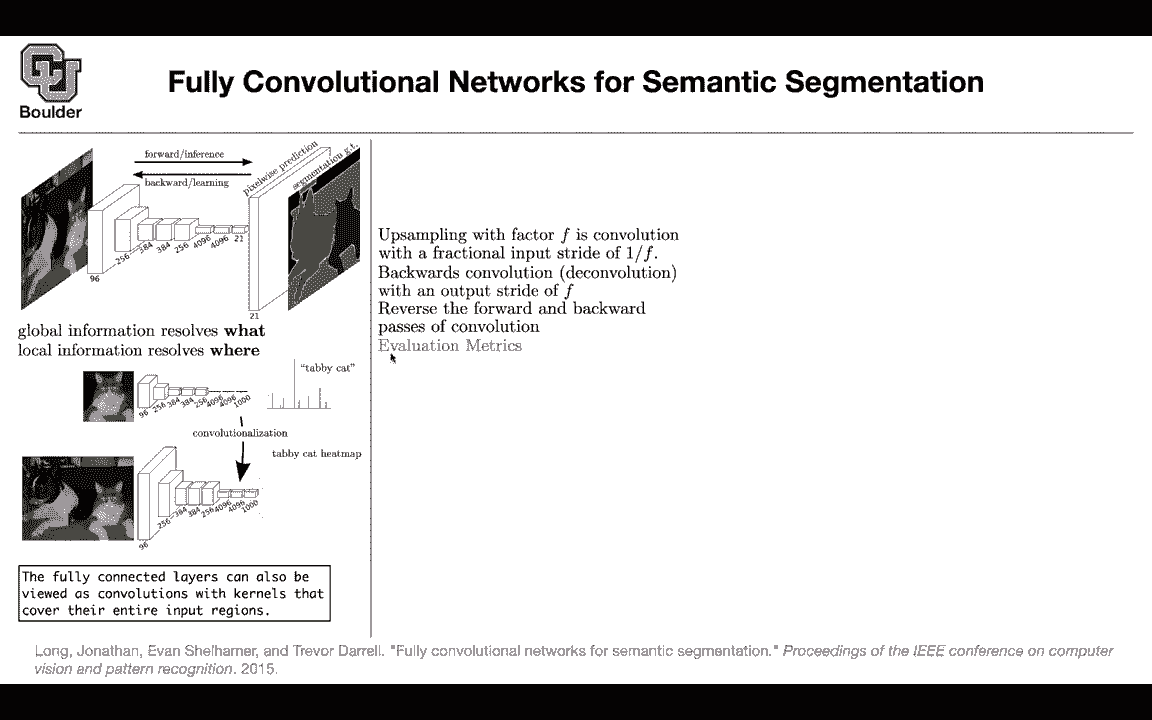 Boulder
Fully Convolutional Networks for Semantic Segmentation
forward/inference
backward/learning
pixelwise prediction
segmentation g.t.
96
256
384
384
256
4096
4096
21
21
global information resolves what
local information resolves where
"tabby cat"
96
256
384
384
256
4096
4096
1000
convolutionalization
tabby cat heatmap
96
256
384
384
256
4096
4096
1000
The fully connected layers can also be
viewed as convolutions with kernels that
cover their entire input regions.
Upsampling with factor f is convolution
with a fractional input stride of 1/f.
Backwards convolution (deconvolution)
with an output stride of f
Reverse the forward and backward
passes of convolution
Evaluation Metrics
Long, Jonathan, Evan Shelhamer, and Trevor Darrell. "Fully convolutional networks for semantic segmentation." Proceedings of the IEEE conference on computer
vision and pattern recognition. 2015.